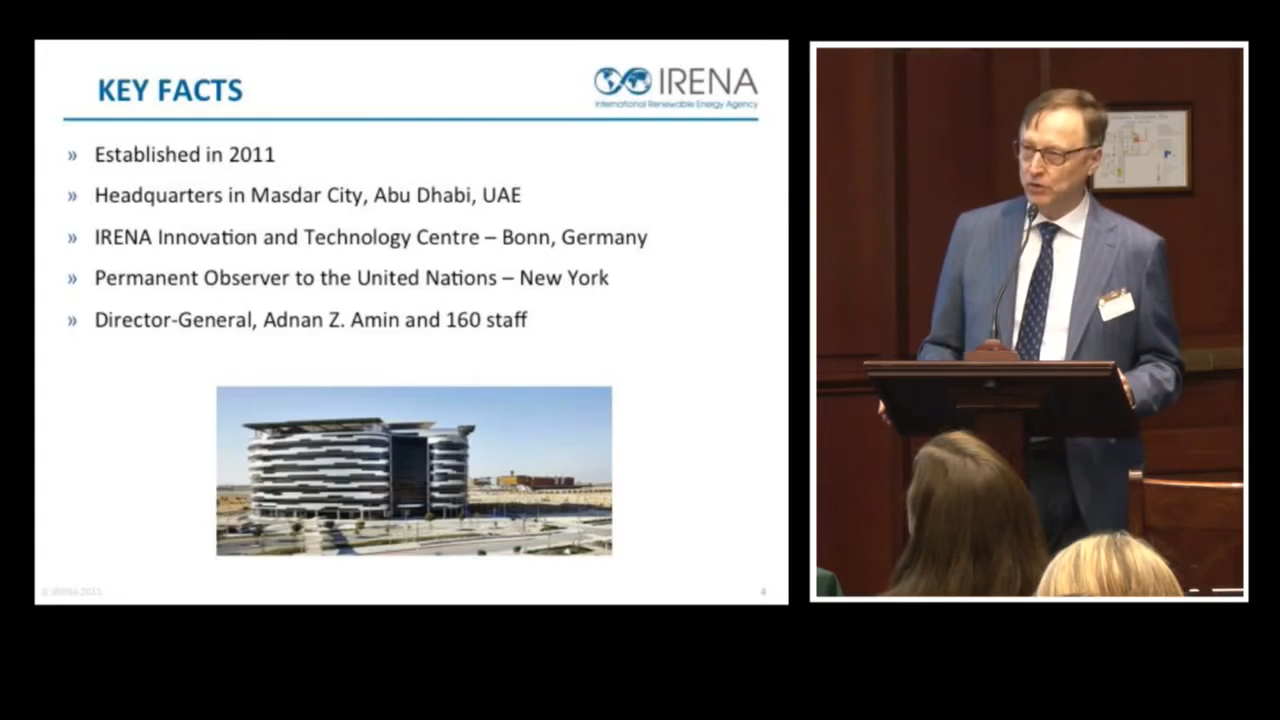 KEY FACTS
IRENA
International Renewable Energy Agency
» Established in 2011
» Headquarters in Masdar City, Abu Dhabi, UAE
» IRENA Innovation and Technology Centre – Bonn, Germany
» Permanent Observer to the United Nations – New York
» Director-General, Adnan Z. Amin and 160 staff
4